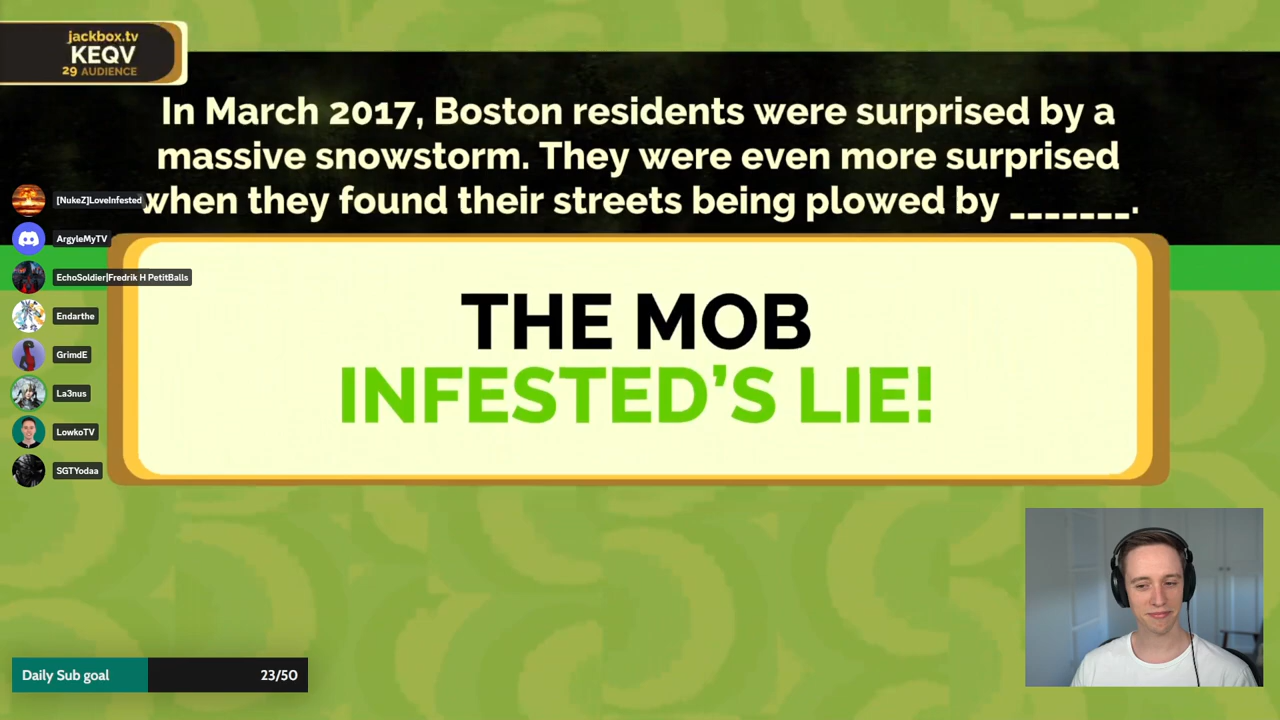 jackbox.tv
KEQV
29 AUDIENCE
In March 2017, Boston residents were surprised by a
massive snowstorm. They were even more surprised
when they found their streets being plowed by _______.
[NukeZ]LoveInfested
ArgyleMyTV
EchoSoldier|Fredrik H PetitBalls
Endarthe
GrimdE
La3nus
LowkoTV
SGTYodaa
THE MOB
INFESTED'S LIE!
Daily Sub goal 23/50